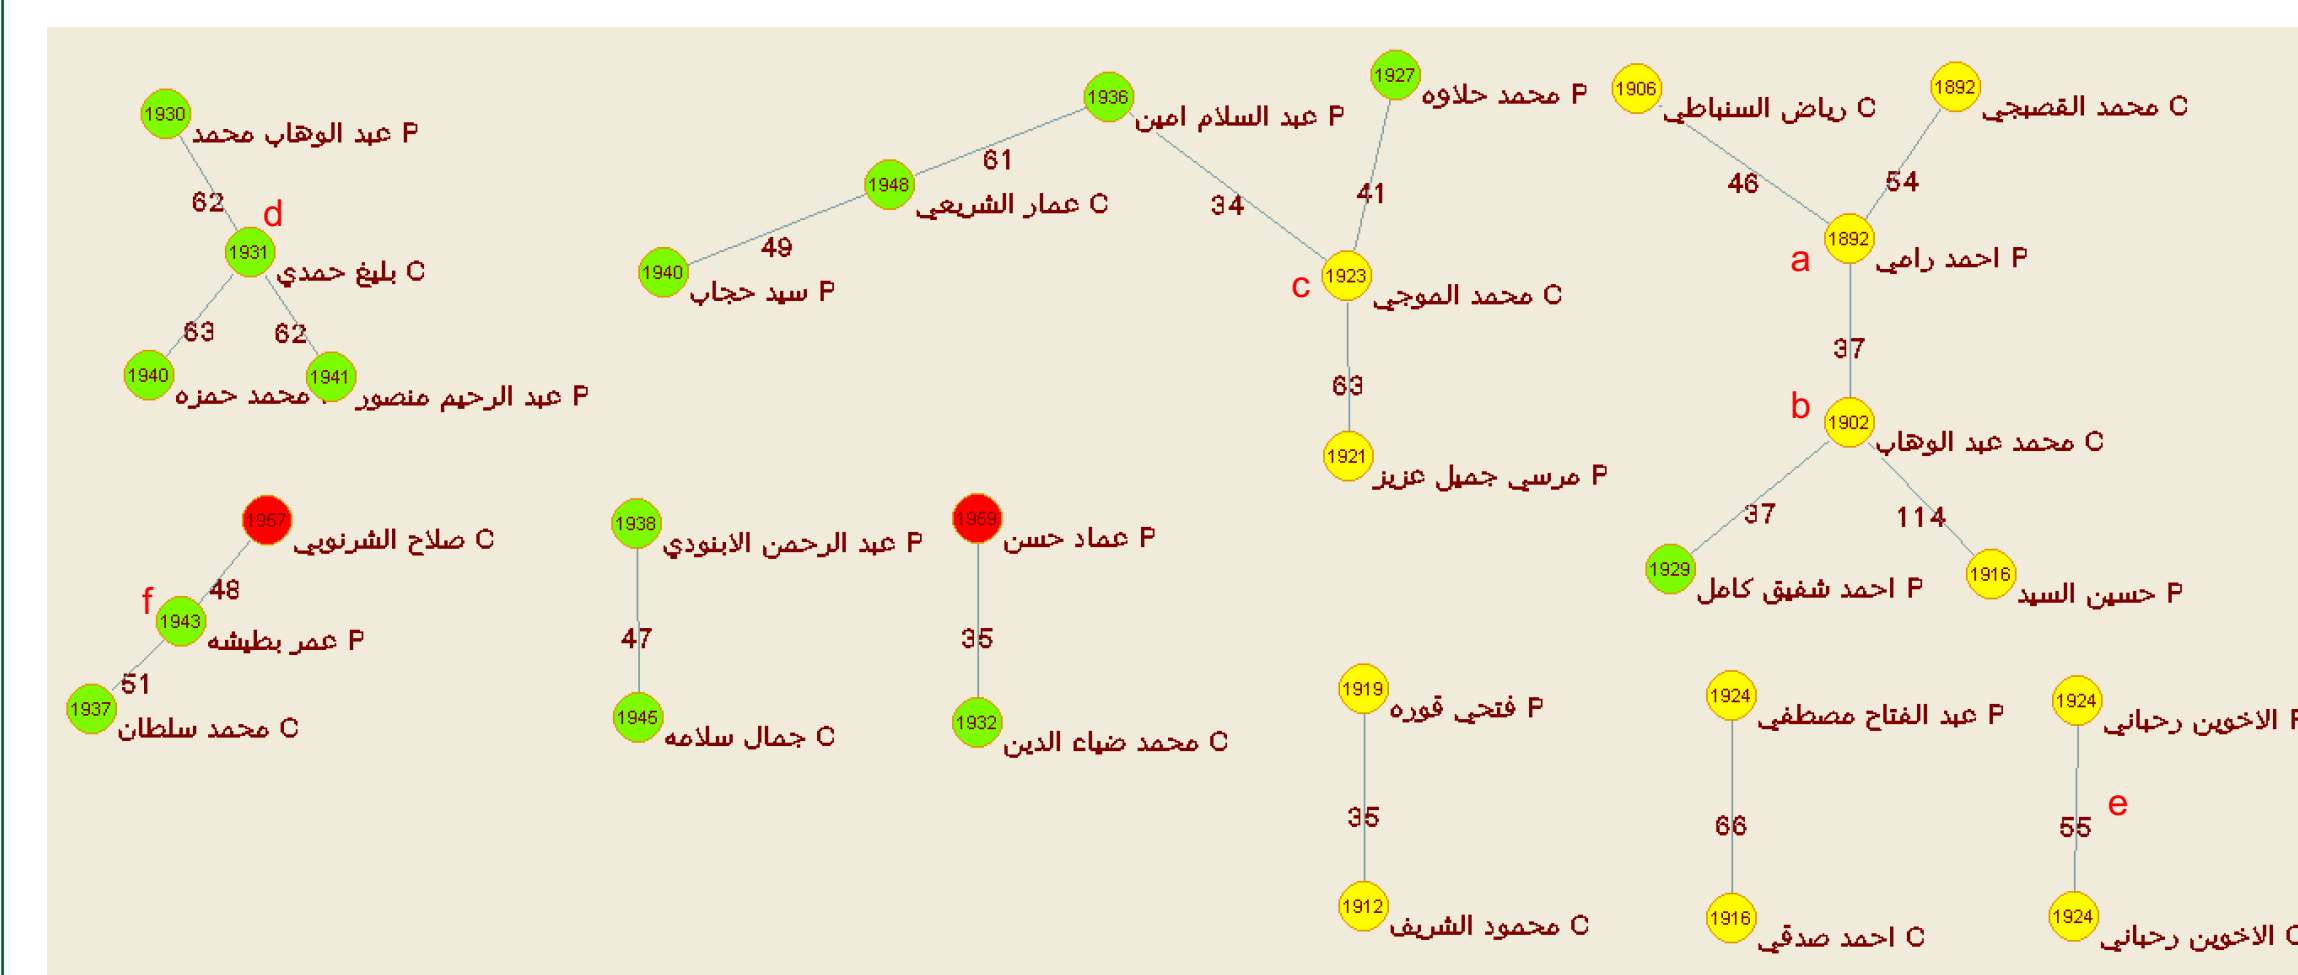 1930
عبد الوهاب محمد P
62
d
1931
بليغ حمدي C
63
62
1940
محمد حمزه
1941
عبد الرحيم منصور P
1936
عبد السلام امين P
1927
محمد حلاوه P
61
1948
عمار الشريعي C
34
41
49
1940
سيد حجاب P
c
1923
محمد الموجي C
63
1921
مرسي جميل عزيز P
1906
رياض السنباطي C
1892
محمد القصبجي C
46
54
1892
a
احمد رامي P
37
b
1902
محمد عبد الوهاب C
37
114
1929
احمد شفيق كامل P
1916
حسين السيد P
صلاح الشرنوبي C
48
f
1943
عمر بطيشه P
51
1937
محمد سلطان C
1938
عبد الرحمن الابنودي P
47
1945
جمال سلامه C
1959
عماد حسن P
35
1932
محمد ضياء الدين C
1919
فتحي قوره P
35
1912
محمود الشريف C
1924
عبد الفتاح مصطفي P
66
1916
احمد صدقي C
1924
الاخوين رحباني P
e
55
1924
الاخوين رحباني C